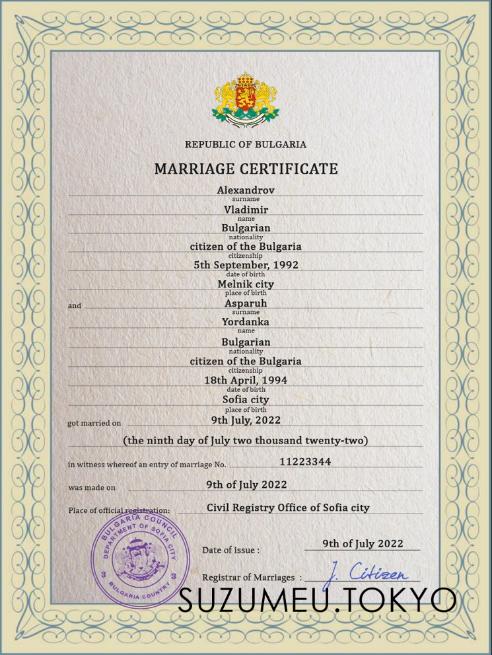 REPUBLIC OF BULGARIA
MARRIAGE CERTIFICATE
Alexandrov
surname
Vladimir
name
Bulgarian
nationality
citizen of the Bulgaria
citizenship
5th September, 1992
date of birth
Melnik city
place of birth
and Asparuh
surname
Yordanka
name
Bulgarian
nationality
citizen of the Bulgaria
citizenship
18th April, 1994
date of birth
Sofia city
place of birth
got married on 9th July, 2022
(the ninth day of July two thousand twenty-two)
in witness whereof an entry of marriage No. 11223344
was made on 9th of July 2022
Place of official registration: Civil Registry Office of Sofia city
BULGARIA COUNCIL
DEPARTMENT OF SOFIA CITY
BULGARIA COUNTRY
Date of Issue : 9th of July 2022
Registrar of Marriages : J. Citizen
SUZUMEU.TOKYO